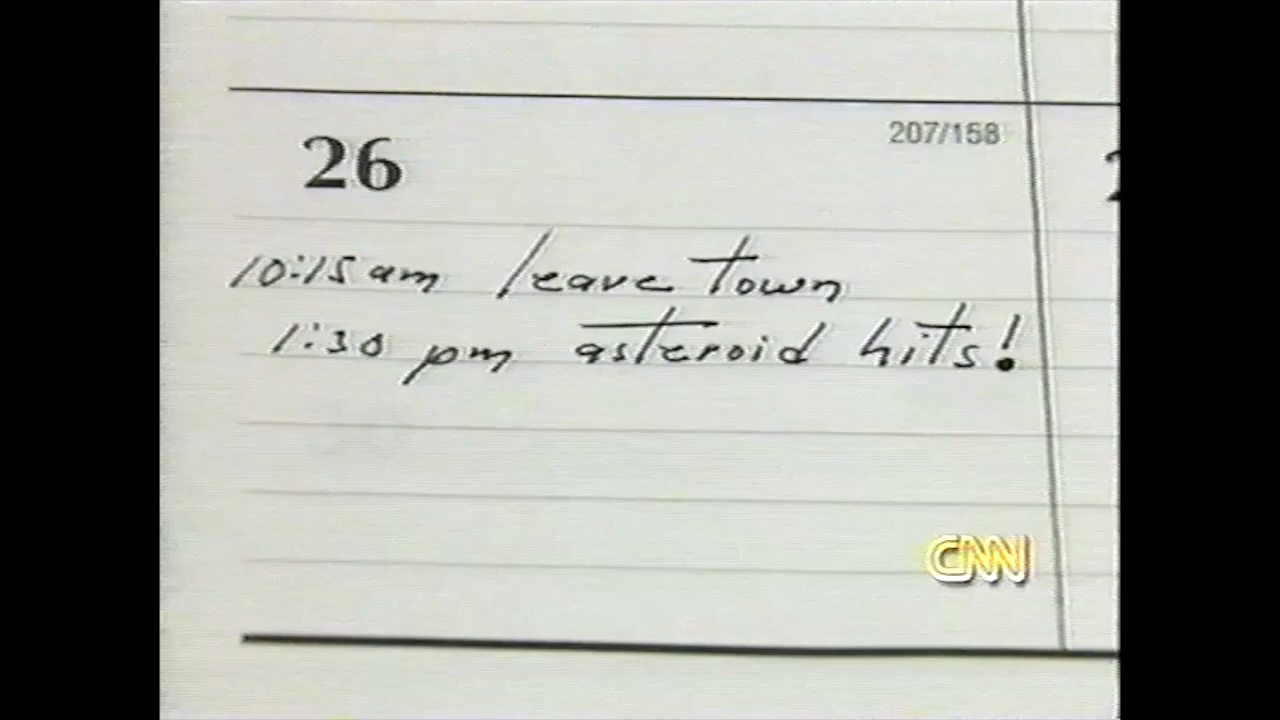 207/158
26
10:15 am leave town
1:30 pm asteroid hits!
CNN